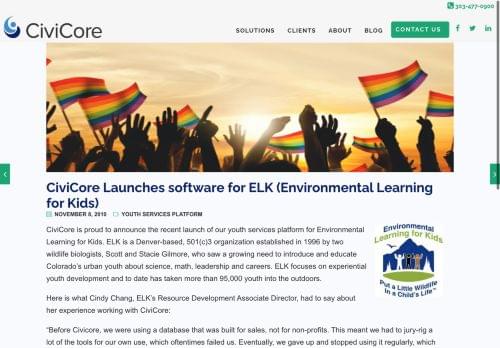 303-477-0900
CiviCore
SOLUTIONS CLIENTS ABOUT BLOG CONTACT US
CiviCore Launches software for ELK (Environmental Learning
for Kids)
NOVEMBER 8, 2010 YOUTH SERVICES PLATFORM
CiviCore is proud to announce the recent launch of our youth services platform for Environmental
Learning for Kids. ELK is a Denver-based, 501(c)3 organization established in 1996 by two
wildlife biologists, Scott and Stacie Gilmore, who saw a growing need to introduce and educate
Colorado's urban youth about science, math, leadership and careers. ELK focuses on experiential
youth development and to date has taken more than 95,000 youth into the outdoors.
Environmental
Learning for Kids
Put a Little Wildlife
in a Child's Life™
Here is what Cindy Chang, ELK's Resource Development Associate Director, had to say about
her experience working with CiviCore:
"Before Civicore, we were using a database that was built for sales, not for non-profits. This meant we had to jury-rig a
lot of the tools for our own use, which oftentimes failed us. Eventually, we gave up and stopped using it regularly, which